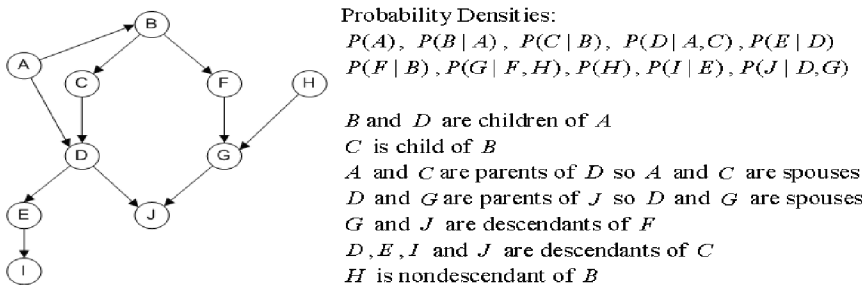 A
B
C
F
H
D
G
E
J
I
Probability Densities:
P(A), P(B | A), P(C | B), P(D | A,C), P(E | D)
P(F | B), P(G | F,H), P(H), P(I | E), P(J | D,G)
B and D are children of A
C is child of B
A and C are parents of D so A and C are spouses
D and G are parents of J so D and G are spouses
G and J are descendants of F
D,E,I and J are descendants of C
H is nondescendant of B